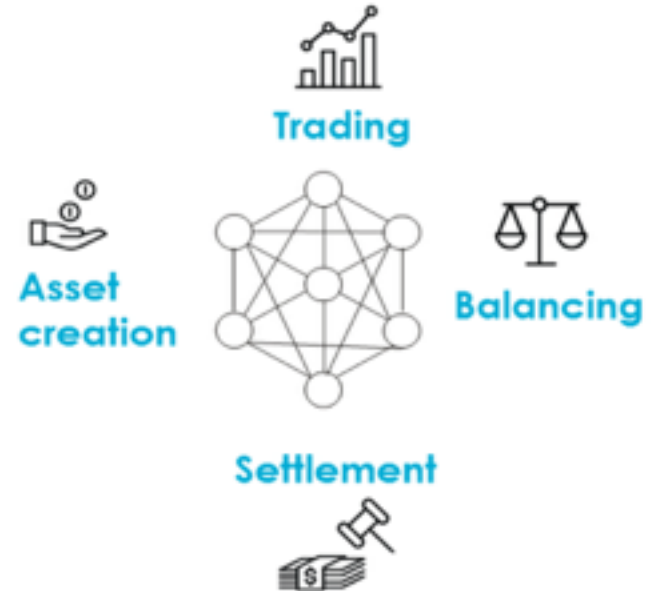 Trading
Asset
creation
Balancing
Settlement
$